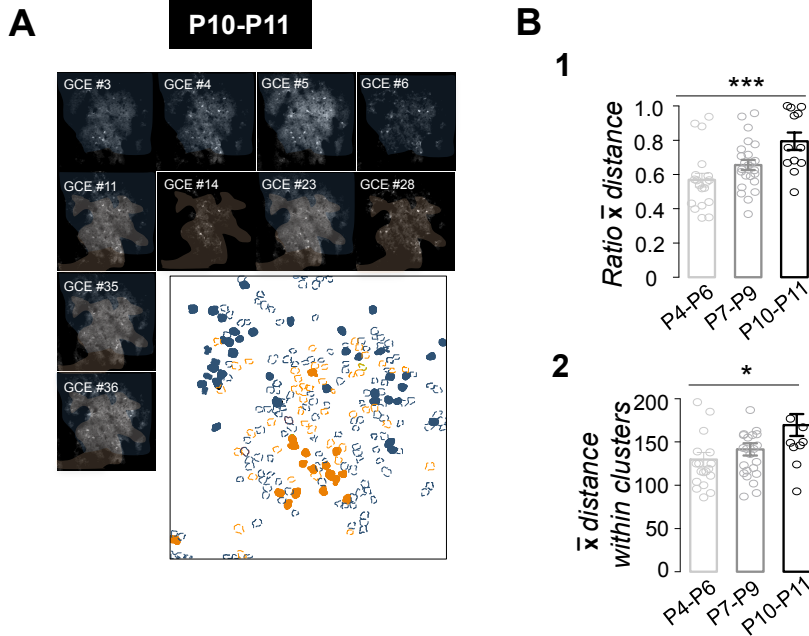 A
P10-P11
GCE #3
GCE #4
GCE #5
GCE #6
GCE #11
GCE #14
GCE #23
GCE #28
GCE #35
GCE #36
B
1
***
Ratio x̄ distance
1.0
0.8
0.6
0.4
0.2
0
P4-P6
P7-P9
P10-P11
2
*
x̄ distance
within clusters
200
150
100
50
0
P4-P6
P7-P9
P10-P11